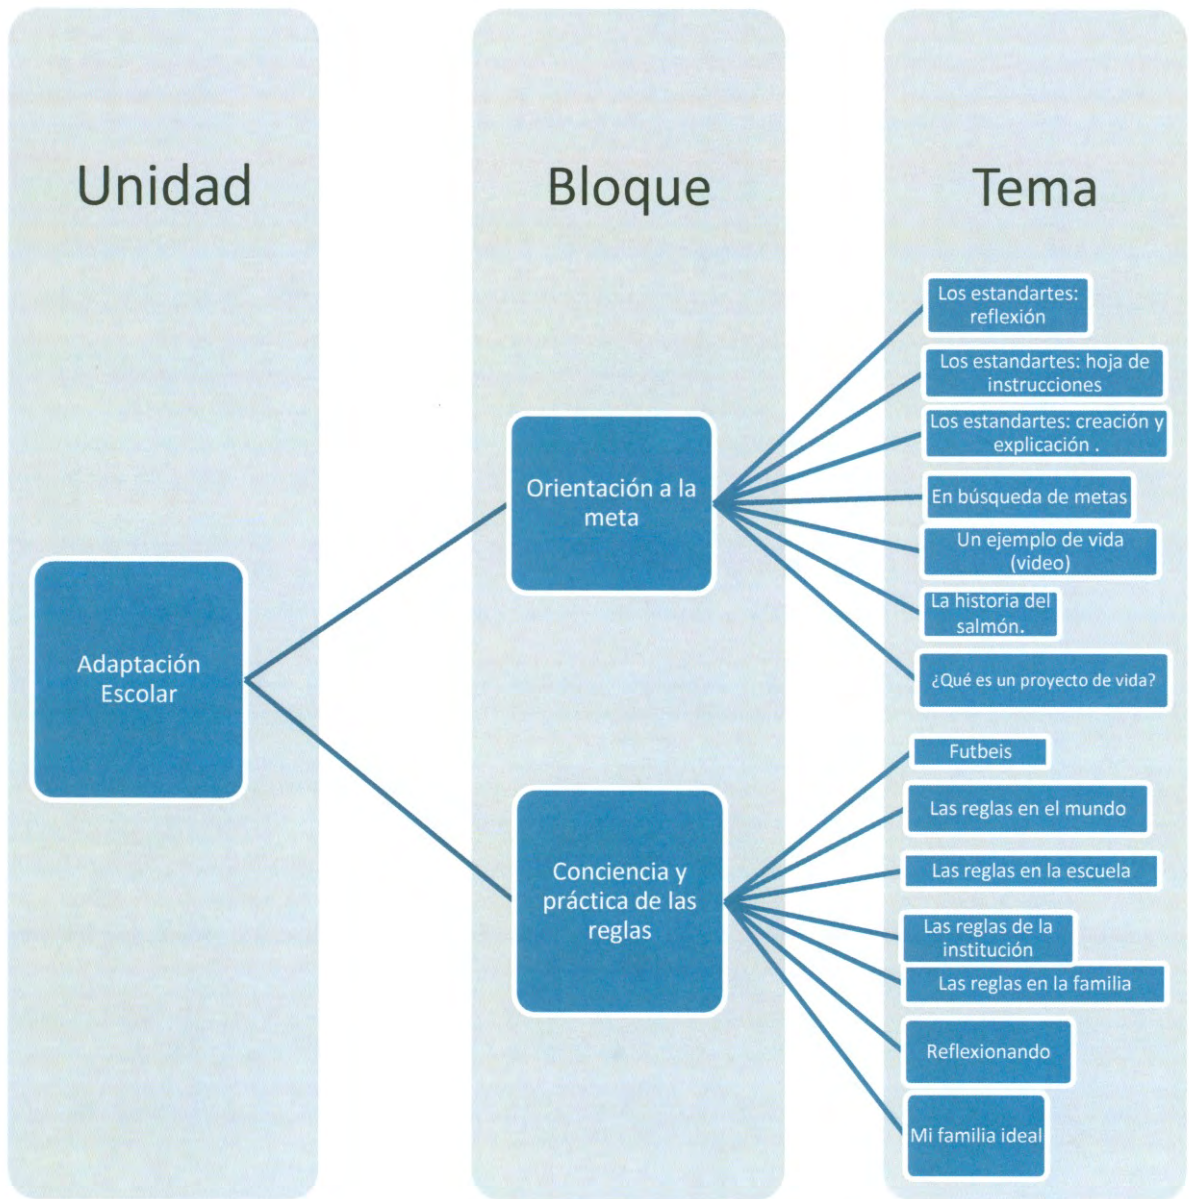 Unidad
Bloque
Tema
Adaptación
Escolar
Orientación a la
meta
Conciencia y
práctica de las
reglas
Los estandartes:
reflexión
Los estandartes: hoja de
instrucciones
Los estandartes: creación y
explicación .
En búsqueda de metas
Un ejemplo de vida
(video)
La historia del
salmón.
¿Qué es un proyecto de vida?
Futbeis
Las reglas en el mundo
Las reglas en la escuela
Las reglas de la
institución
Las reglas en la familia
Reflexionando
Mi familia ideal